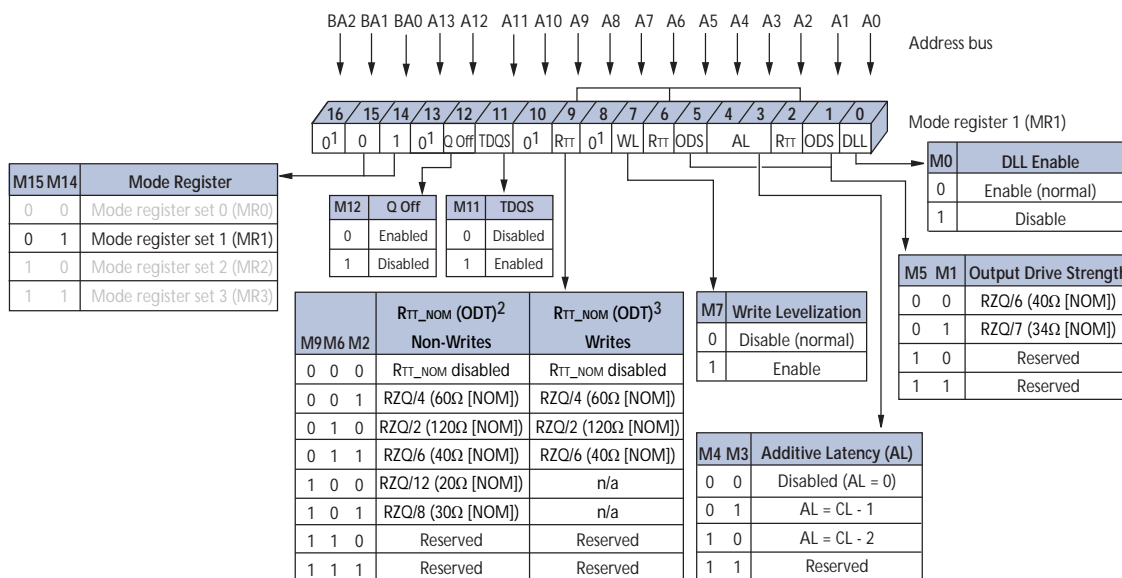 BA2 BA1 BA0 A13 A12 A11 A10 A9 A8 A7 A6 A5 A4 A3 A2 A1 A0
Address bus
16 15 14 13 12 11 10 9 8 7 6 5 4 3 2 1 0
Mode register 1 (MR1)
0¹ 0 1 0¹ Q Off TDQS 0¹ RTT 0¹ WL RTT ODS AL RTT ODS DLL
M15 M14 Mode Register
0 0 Mode register set 0 (MR0)
0 1 Mode register set 1 (MR1)
1 0 Mode register set 2 (MR2)
1 1 Mode register set 3 (MR3)
M12 Q Off
0 Enabled
1 Disabled
M11 TDQS
0 Disabled
1 Enabled
M0 DLL Enable
0 Enable (normal)
1 Disable
M5 M1 Output Drive Strength
0 0 RZQ/6 (40Ω [NOM])
0 1 RZQ/7 (34Ω [NOM])
1 0 Reserved
1 1 Reserved
RTT_NOM (ODT)² RTT_NOM (ODT)³
M9 M6 M2 Non-Writes Writes
0 0 0 RTT_NOM disabled RTT_NOM disabled
0 0 1 RZQ/4 (60Ω [NOM]) RZQ/4 (60Ω [NOM])
0 1 0 RZQ/2 (120Ω [NOM]) RZQ/2 (120Ω [NOM])
0 1 1 RZQ/6 (40Ω [NOM]) RZQ/6 (40Ω [NOM])
1 0 0 RZQ/12 (20Ω [NOM]) n/a
1 0 1 RZQ/8 (30Ω [NOM]) n/a
1 1 0 Reserved Reserved
1 1 1 Reserved Reserved
M7 Write Levelization
0 Disable (normal)
1 Enable
M4 M3 Additive Latency (AL)
0 0 Disabled (AL = 0)
0 1 AL = CL - 1
1 0 AL = CL - 2
1 1 Reserved